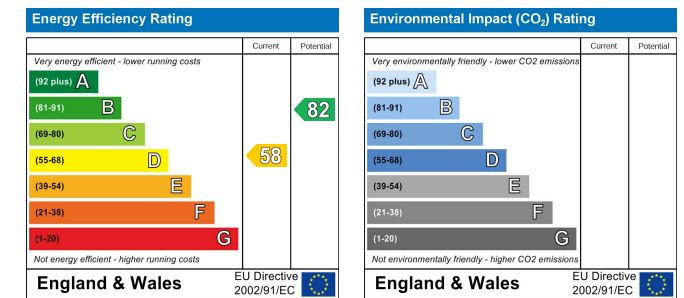 Energy Efficiency Rating
Current Potential
Very energy efficient - lower running costs
(92 plus) A
(81-91) B
82
(69-80) C
(55-68) D
58
(39-54) E
(21-38) F
(1-20) G
Not energy efficient - higher running costs
England & Wales
EU Directive
2002/91/EC
Environmental Impact (CO2) Rating
Current Potential
Very environmentally friendly - lower CO2 emissions
(92 plus) A
(81-91) B
(69-80) C
(55-68) D
(39-54) E
(21-38) F
(1-20) G
Not environmentally friendly - higher CO2 emissions
England & Wales
EU Directive
2002/91/EC